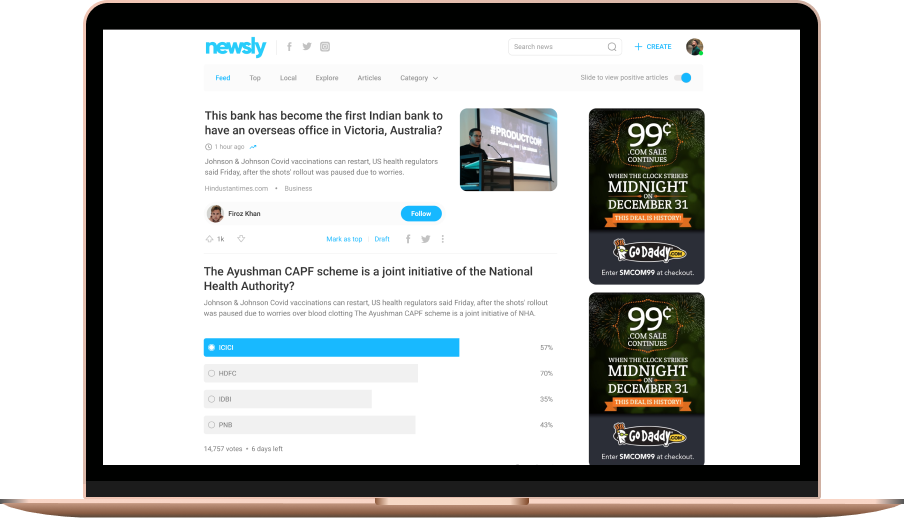 newsly
Search news
CREATE
Feed Top Local Explore Articles Category
Slide to view positive articles
This bank has become the first Indian bank to
have an overseas office in Victoria, Australia?
1 hour ago
Johnson & Johnson Covid vaccinations can restart, US health regulators
said Friday, after the shots' rollout was paused due to worries.
Hindustantimes.com • Business
#PRODUCTCON
Firoz Khan
Follow
1k
Mark as top Draft
The Ayushman CAPF scheme is a joint initiative of the National
Health Authority?
Johnson & Johnson Covid vaccinations can restart, US health regulators said Friday, after the shots' rollout
was paused due to worries over blood clotting The Ayushman CAPF scheme is a joint initiative of NHA.
ICICI 57%
HDFC 70%
IDBI 35%
PNB 43%
14,757 votes • 6 days left
99¢
.COM SALE
CONTINUES
WHEN THE CLOCK STRIKES
MIDNIGHT
ON
DECEMBER 31
THIS DEAL IS HISTORY!*
GoDaddy.COM
Enter SMCOM99 at checkout.
99¢
.COM SALE
CONTINUES
WHEN THE CLOCK STRIKES
MIDNIGHT
ON
DECEMBER 31
THIS DEAL IS HISTORY!*
GoDaddy.COM
Enter SMCOM99 at checkout.